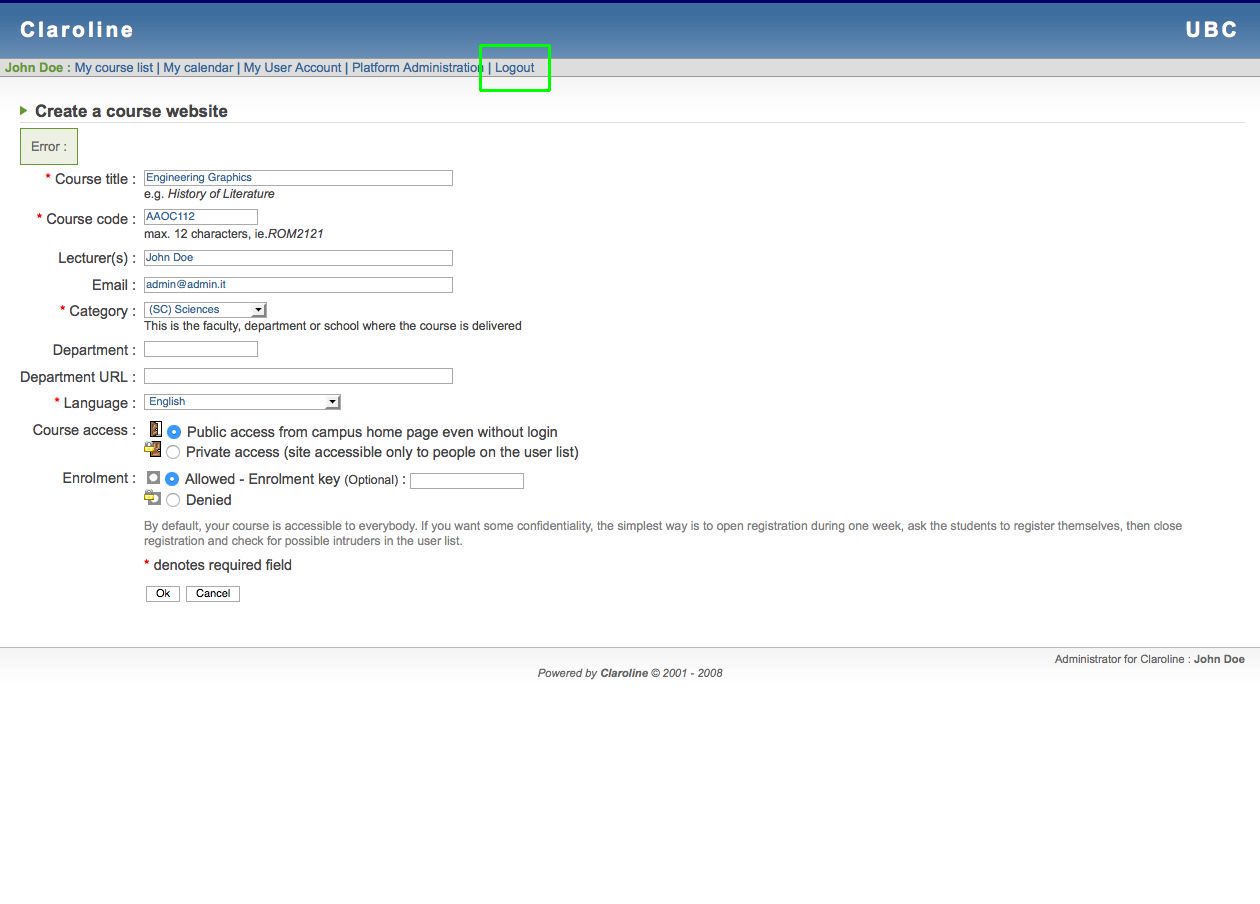 Claroline UBC
John Doe : My course list | My calendar | My User Account | Platform Administration | Logout
Create a course website
Error :
* Course title : Engineering Graphics
e.g. History of Literature
* Course code : AAOC112
max. 12 characters, ie.ROM2121
Lecturer(s) : John Doe
Email : admin@admin.it
* Category : (SC) Sciences
This is the faculty, department or school where the course is delivered
Department :
Department URL :
* Language : English
Course access : Public access from campus home page even without login
Private access (site accessible only to people on the user list)
Enrolment : Allowed - Enrolment key (Optional) :
Denied
By default, your course is accessible to everybody. If you want some confidentiality, the simplest way is to open registration during one week, ask the students to register themselves, then close
registration and check for possible intruders in the user list.
* denotes required field
Ok Cancel
Administrator for Claroline : John Doe
Powered by Claroline © 2001 - 2008